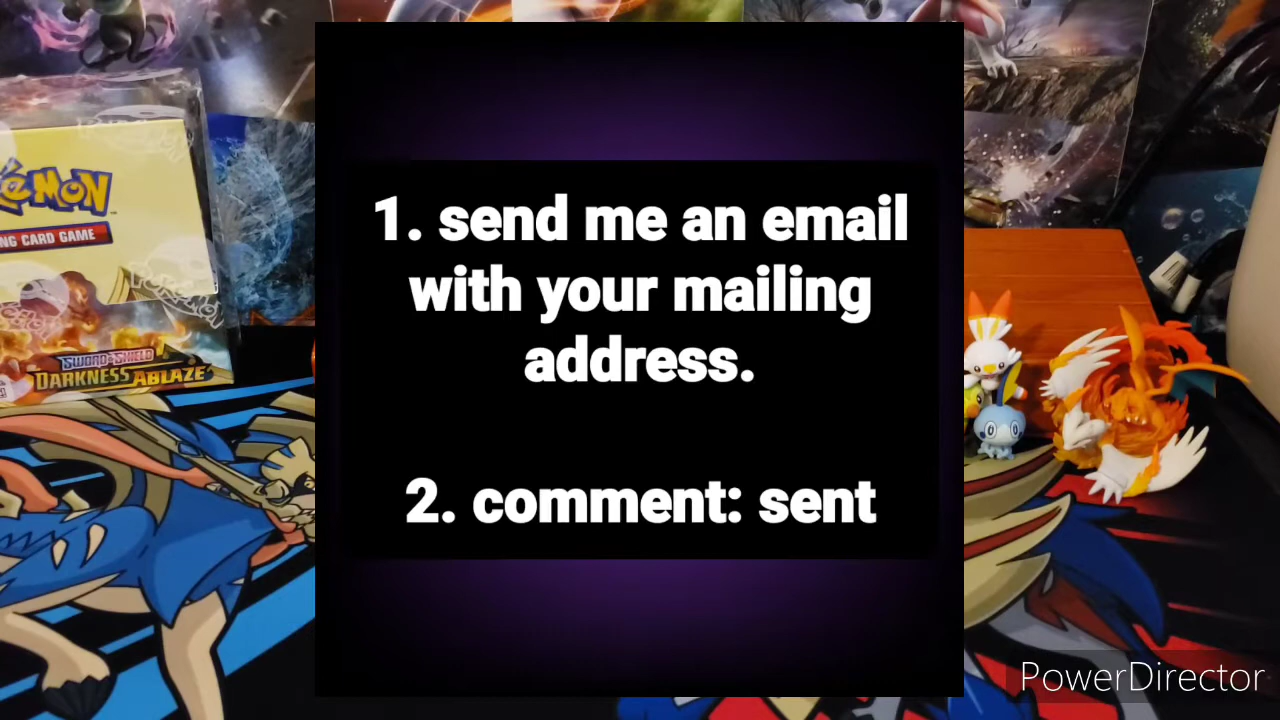 1. send me an email
with your mailing
address.
2. comment: sent
POKÉMON
NG CARD GAME
SWORD & SHIELD
DARKNESS ABLAZE
PowerDirector